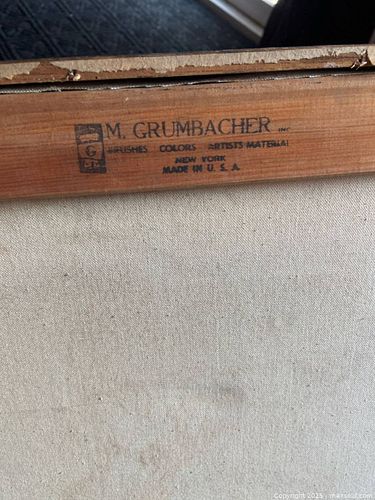 M. GRUMBACHER INC
BRUSHES COLORS ARTISTS MATERIAL
NEW YORK
MADE IN U. S. A.
G